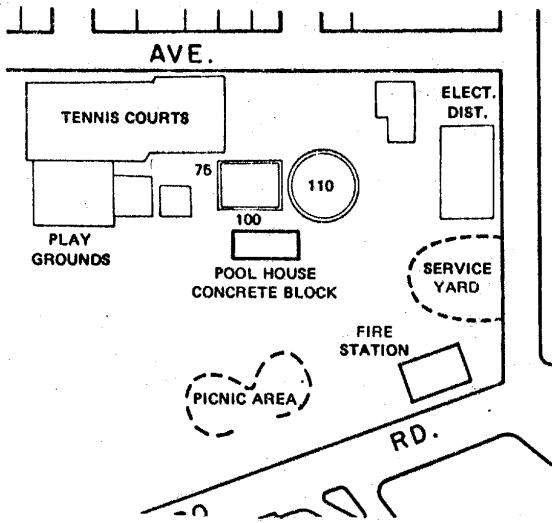 AVE.
ELECT.
DIST.
TENNIS COURTS
76
110
100
PLAY
GROUNDS
POOL HOUSE
CONCRETE BLOCK
SERVICE
YARD
FIRE
STATION
PICNIC AREA
RD.